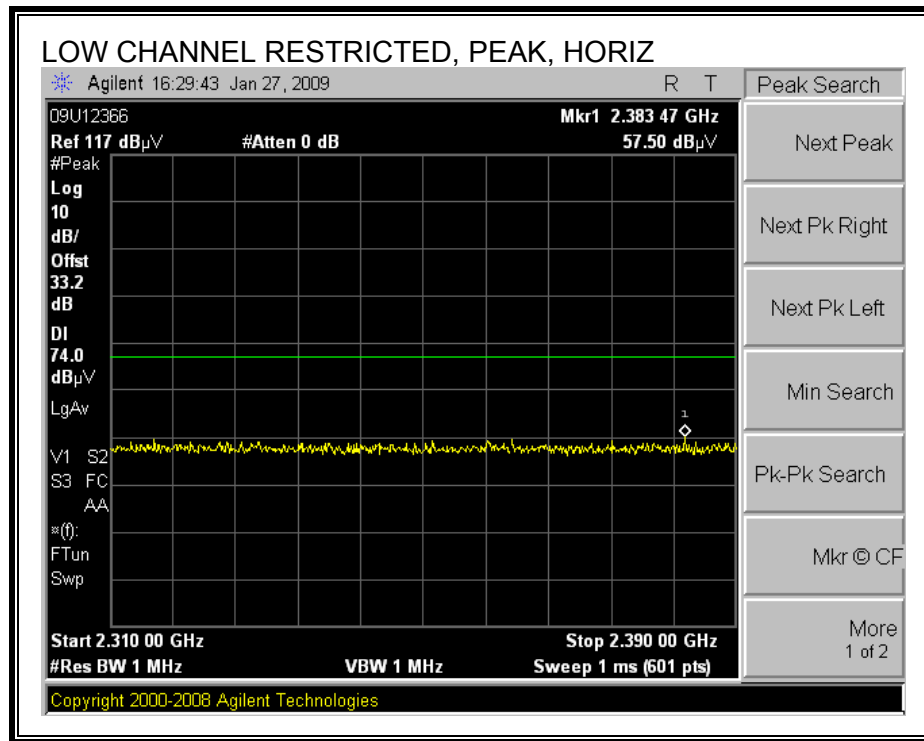 LOW CHANNEL RESTRICTED, PEAK, HORIZ
Agilent 16:29:43 Jan 27, 2009 R T
Peak Search
09U12366
Mkr1 2.383 47 GHz
Ref 117 dBµV #Atten 0 dB 57.50 dBµV
#Peak
Log
10
dB/
Offst
33.2
dB
DI
74.0
dBµV
LgAv
1
V1 S2
S3 FC
AA
¤(f):
FTun
Swp
Start 2.310 00 GHz Stop 2.390 00 GHz
#Res BW 1 MHz VBW 1 MHz Sweep 1 ms (601 pts)
Next Peak
Next Pk Right
Next Pk Left
Min Search
Pk-Pk Search
Mkr © CF
More
1 of 2
Copyright 2000-2008 Agilent Technologies